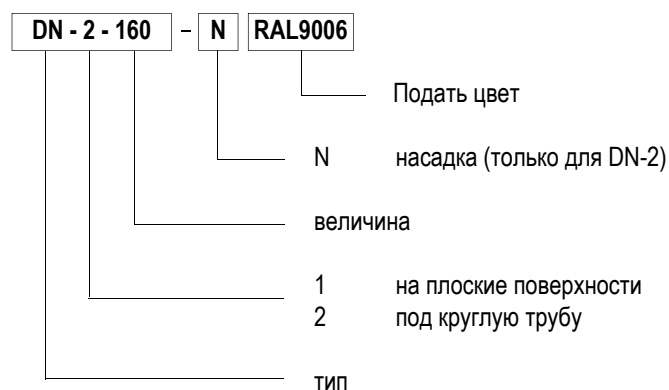 DN - 2 - 160 - N RAL9006
Подать цвет
N насадка (только для DN-2)
величина
1 на плоские поверхности
2 под круглую трубу
тип